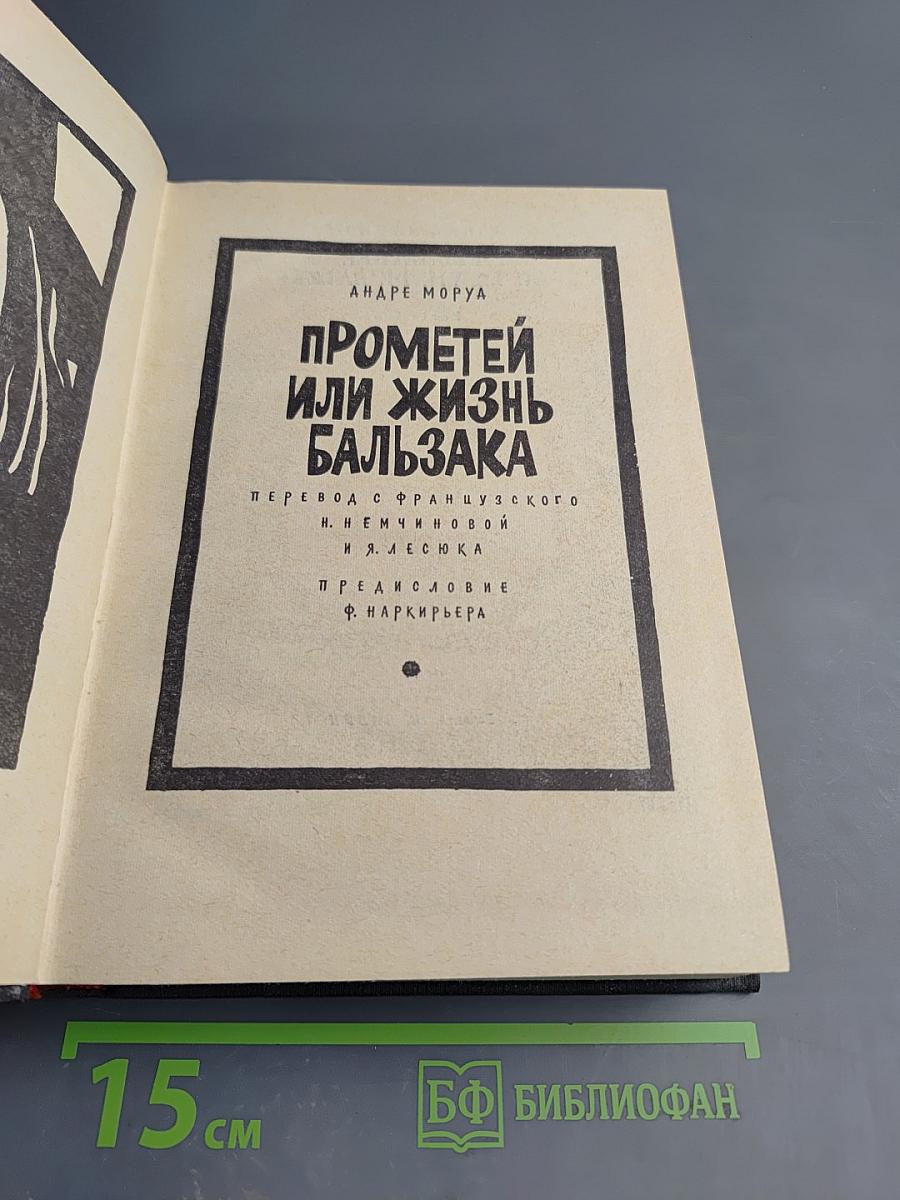 АНДРЕ МОРУА
ПРОМЕТЕЙ
ИЛИ ЖИЗНЬ
БАЛЬЗАКА
ПЕРЕВОД С ФРАНЦУЗСКОГО
Н. НЕМЧИНОВОЙ
И Я. ЛЕСЮКА
ПРЕДИСЛОВИЕ
Ф. НАРКИРЬЕРА
15 см
БФ БИБЛИОФАН